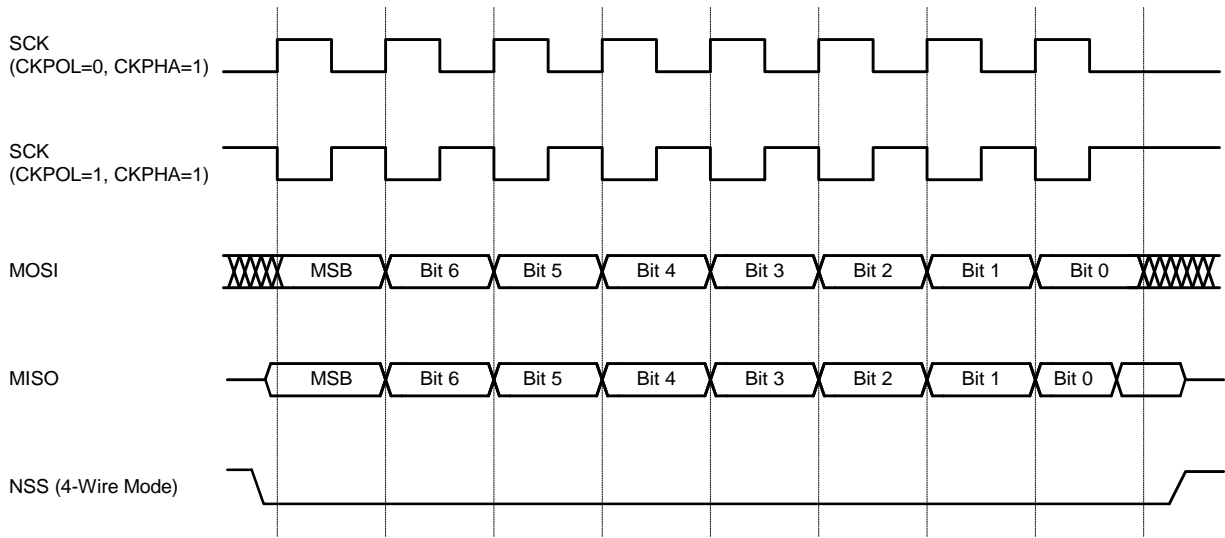 SCK
(CKPOL=0, CKPHA=1)
SCK
(CKPOL=1, CKPHA=1)
MOSI
MSB Bit 6 Bit 5 Bit 4 Bit 3 Bit 2 Bit 1 Bit 0
MISO
MSB Bit 6 Bit 5 Bit 4 Bit 3 Bit 2 Bit 1 Bit 0
NSS (4-Wire Mode)